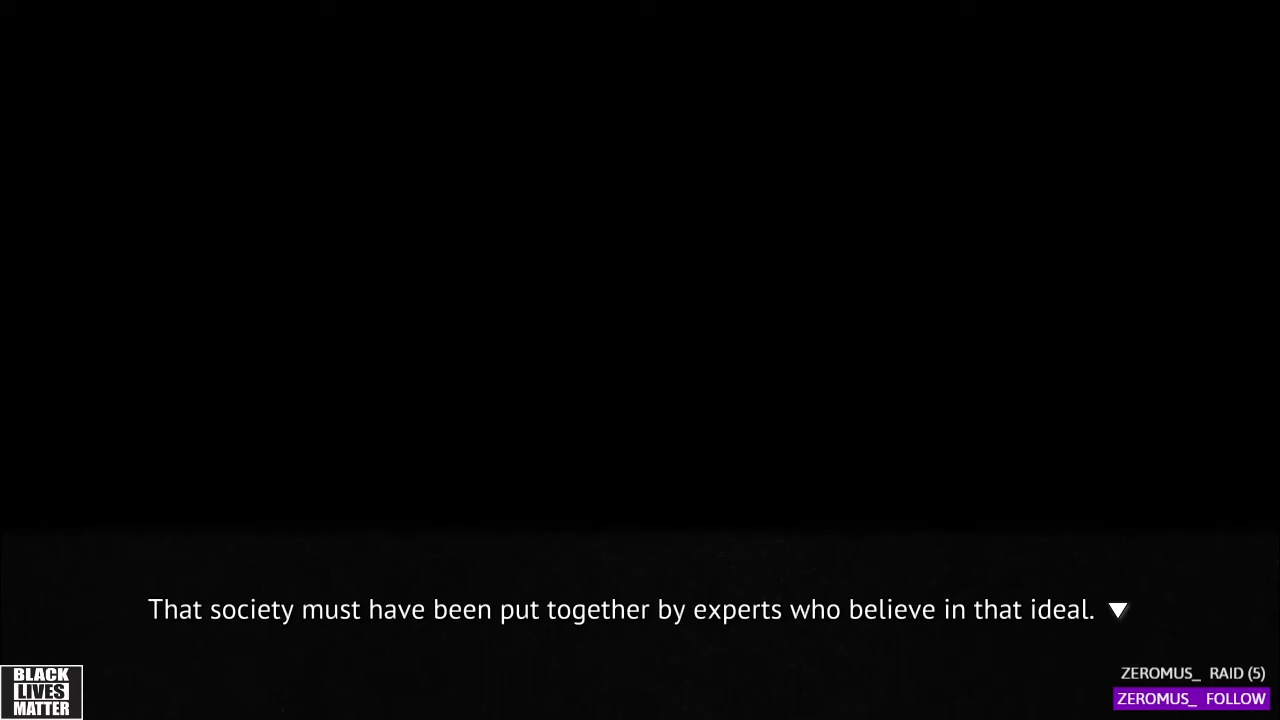 That society must have been put together by experts who believe in that ideal.
BLACK
LIVES
MATTER
ZEROMUS_ RAID (5)
ZEROMUS_ FOLLOW